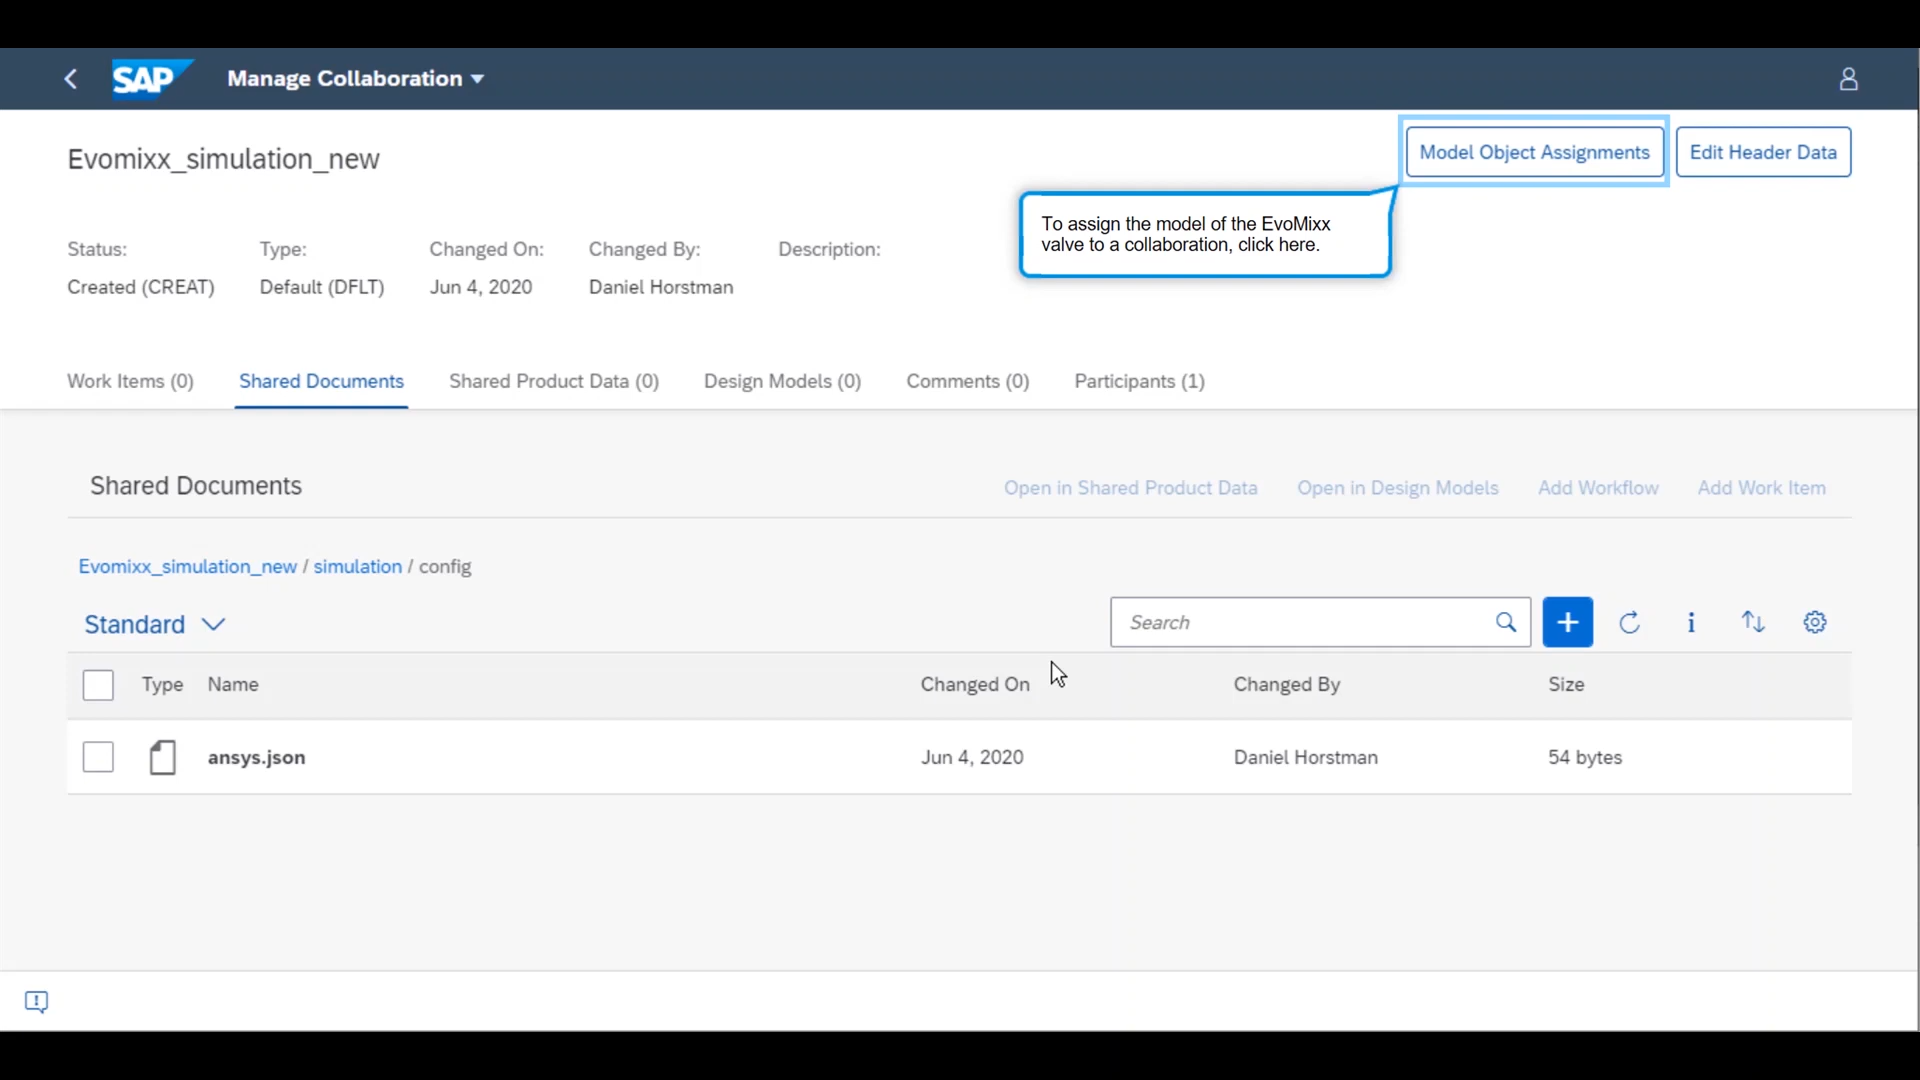 SAP Manage Collaboration
Evomixx_simulation_new
Model Object Assignments Edit Header Data
To assign the model of the EvoMixx
valve to a collaboration, click here.
Status: Type: Changed On: Changed By: Description:
Created (CREAT) Default (DFLT) Jun 4, 2020 Daniel Horstman
Work Items (0) Shared Documents Shared Product Data (0) Design Models (0) Comments (0) Participants (1)
Shared Documents Open in Shared Product Data Open in Design Models Add Workflow Add Work Item
Evomixx_simulation_new / simulation / config
Standard Search
Type Name Changed On Changed By Size
ansys.json Jun 4, 2020 Daniel Horstman 54 bytes